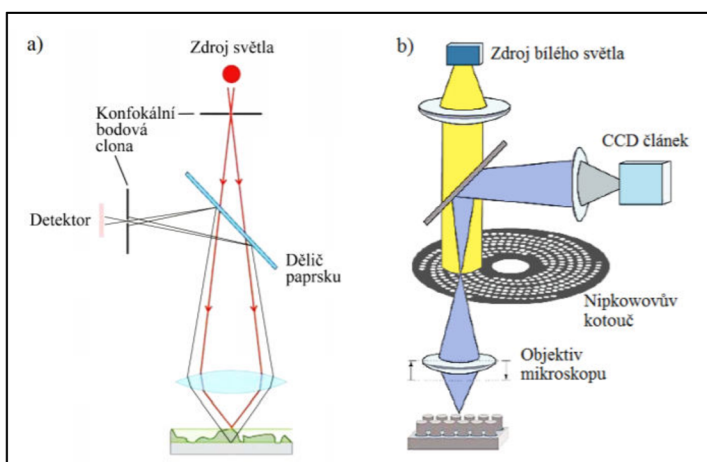 a)
Zdroj světla
Konfokální
bodová
clona
Detektor
Dělič
paprsku
b)
Zdroj bílého světla
CCD článek
Nipkowovův
kotouč
Objektiv
mikroskopu